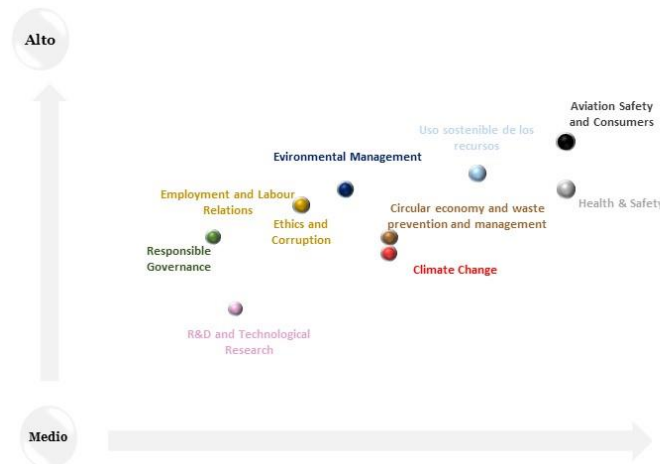 Alto
Aviation Safety
and Consumers
Uso sostenible de los
recursos
Evironmental Management
Employment and Labour
Relations
Health & Safety
Circular economy and waste
prevention and management
Ethics and
Corruption
Responsible
Governance
Climate Change
R&D and Technological
Research
Medio